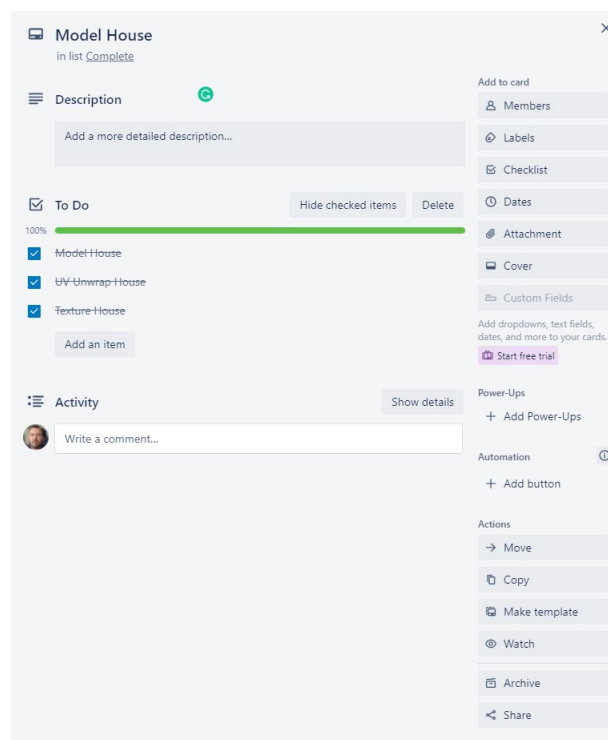 Model House
in list Complete
Description
Add a more detailed description...
To Do
Hide checked items
Delete
100%
Model House
UV Unwrap House
Texture House
Add an item
Activity
Show details
Write a comment...
Add to card
Members
Labels
Checklist
Dates
Attachment
Cover
Custom Fields
Add dropdowns, text fields,
dates, and more to your cards.
Start free trial
Power-Ups
+ Add Power-Ups
Automation
+ Add button
Actions
Move
Copy
Make template
Watch
Archive
Share